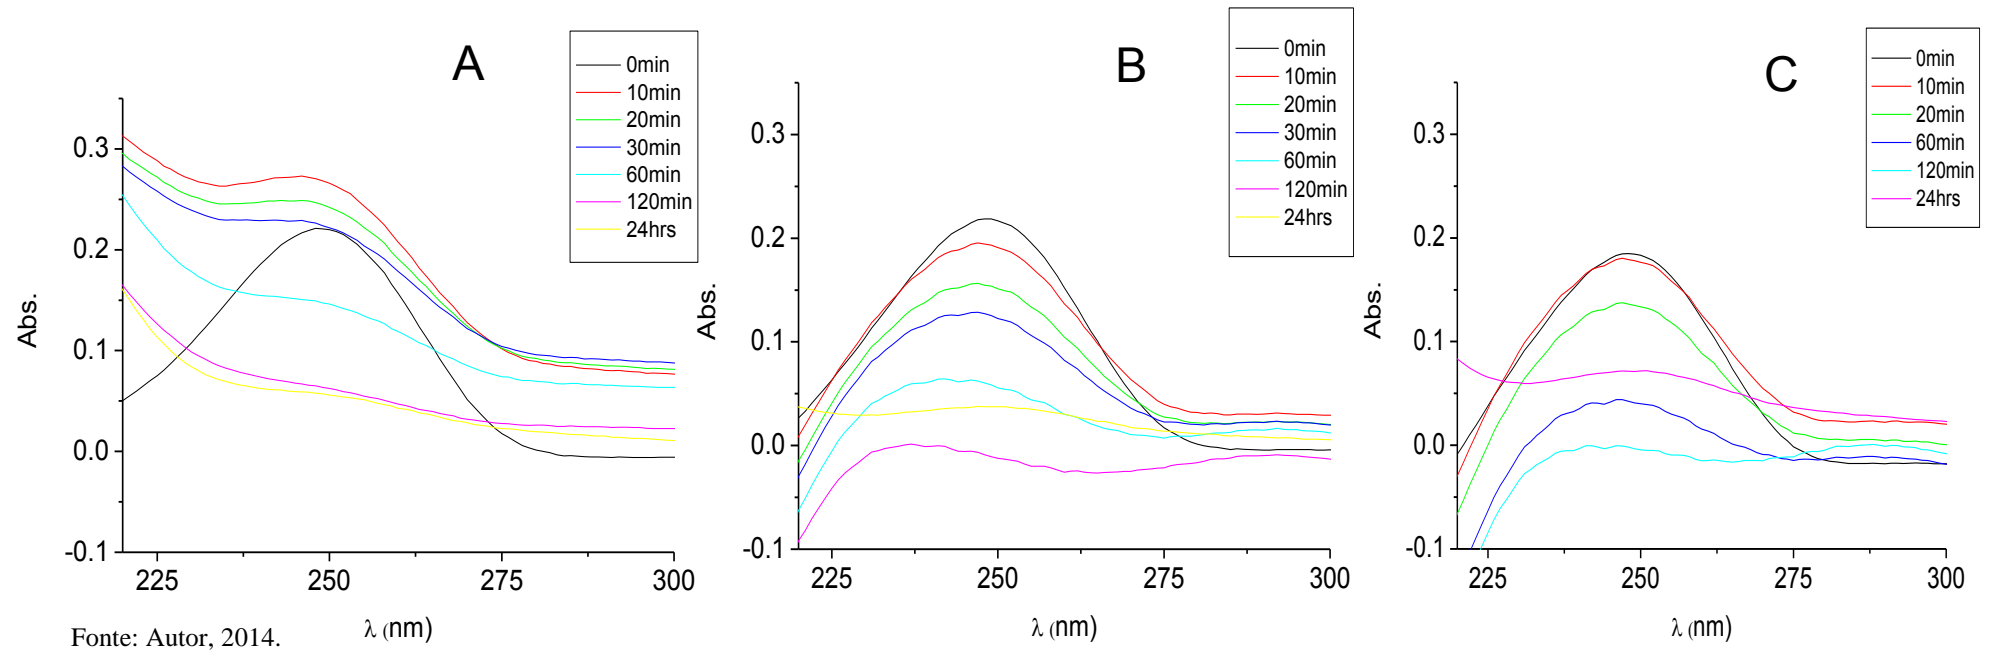 A
0min
10min
20min
30min
60min
120min
24hrs
0.3
0.2
0.1
0.0
-0.1
Abs.
225
250
275
300
λ (nm)
Fonte: Autor, 2014.
B
0min
10min
20min
30min
60min
120min
24hrs
0.3
0.2
0.1
0.0
-0.1
Abs.
225
250
275
300
λ (nm)
C
0min
10min
20min
60min
120min
24hrs
0.3
0.2
0.1
0.0
-0.1
Abs.
225
250
275
300
λ (nm)